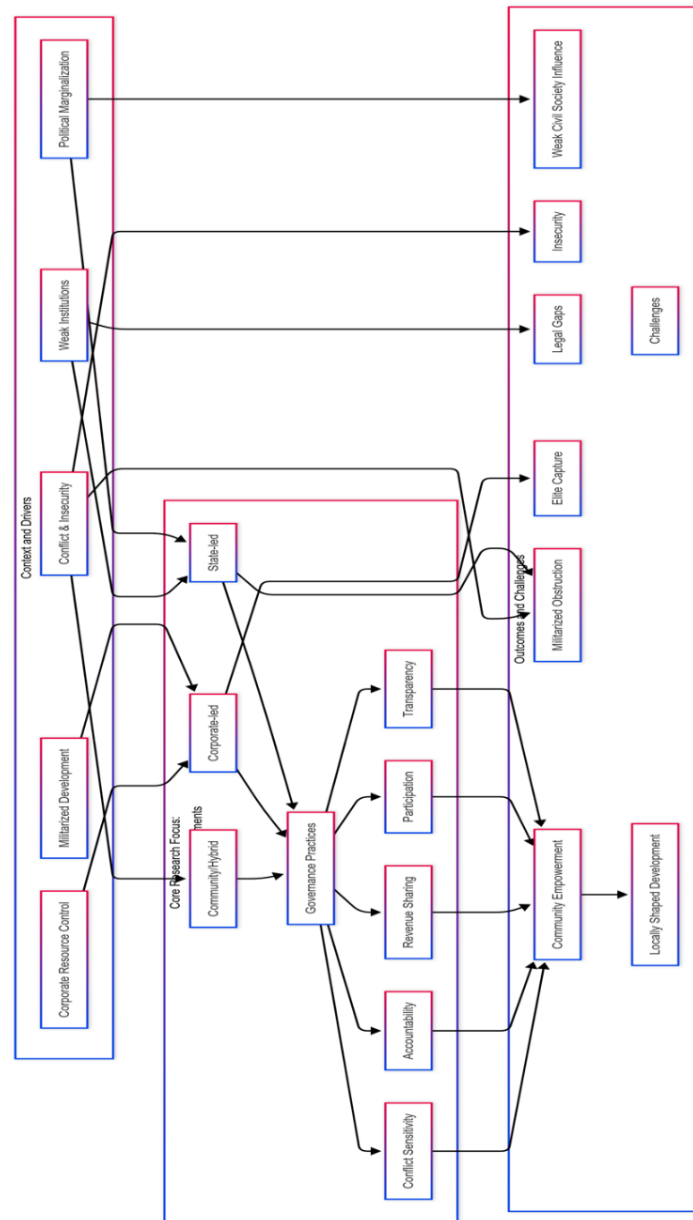 Context and Drivers
Corporate Resource Control
Militarized Development
Conflict & Insecurity
Weak Institutions
Political Marginalization
Core Research Focus:
ments
Community/Hybrid
Corporate-led
State-led
Governance Practices
Conflict Sensitivity
Accountability
Revenue Sharing
Participation
Transparency
Outcomes and Challenges
Community Empowerment
Militarized Obstruction
Elite Capture
Legal Gaps
Insecurity
Weak Civil Society Influence
Locally Shaped Development
Challenges